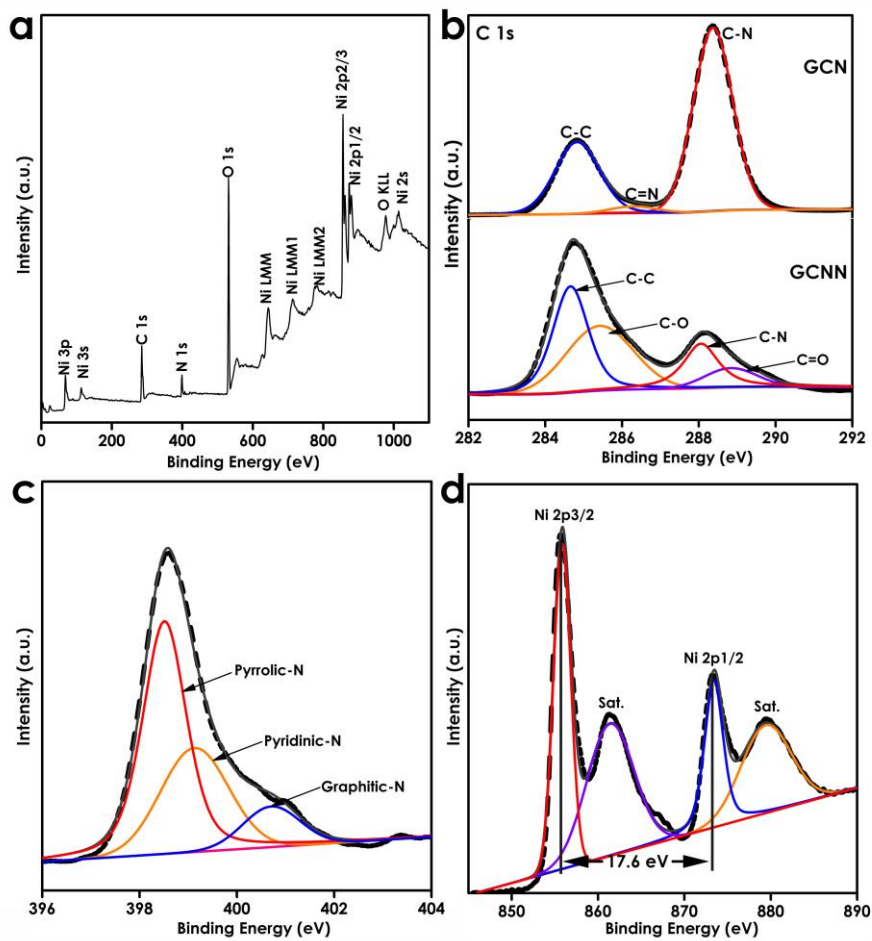 a
Intensity (a.u.)
Ni 3p
Ni 3s
C 1s
N 1s
O 1s
Ni LMM
Ni LMM1
Ni LMM2
Ni 2p2/3
Ni 2p1/2
O KLL
Ni 2s
0 200 400 600 800 1000
Binding Energy (eV)
b
C 1s
GCN
C-C
C=N
C-N
GCNN
C-C
C-O
C-N
C=O
Intensity (a.u.)
282 284 286 288 290 292
Binding Energy (eV)
c
Intensity (a.u.)
Pyrrolic-N
Pyridinic-N
Graphitic-N
396 398 400 402 404
Binding Energy (eV)
d
Intensity (a.u.)
Ni 2p3/2
Sat.
Ni 2p1/2
Sat.
17.6 eV
850 860 870 880 890
Binding Energy (eV)